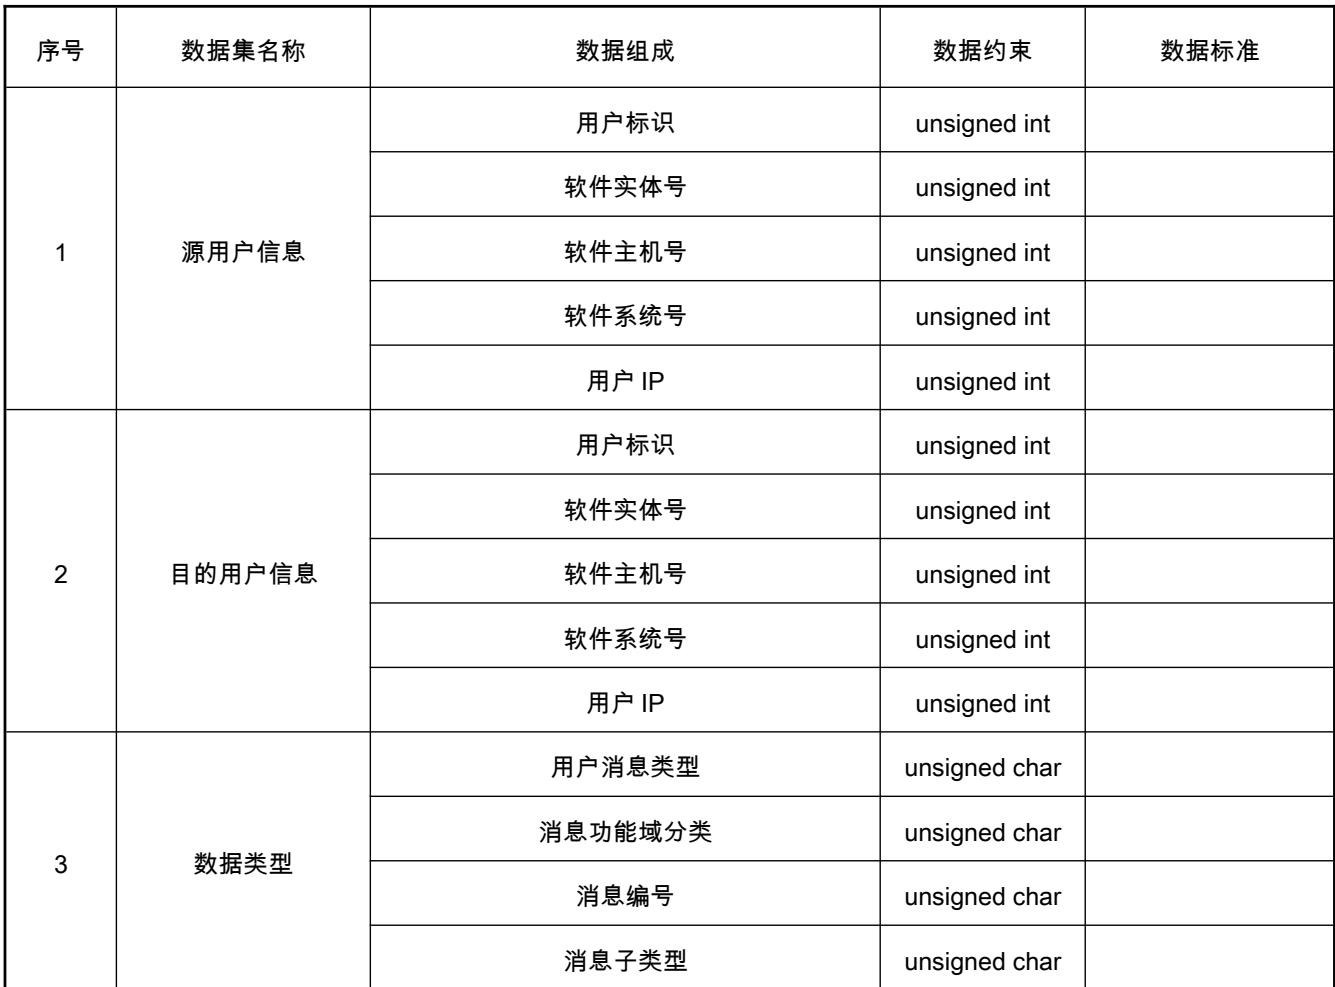 序号 数据集名称 数据组成 数据约束 数据标准
用户标识 unsigned int
软件实体号 unsigned int
1 源用户信息 软件主机号 unsigned int
软件系统号 unsigned int
用户 IP unsigned int
用户标识 unsigned int
软件实体号 unsigned int
2 目的用户信息 软件主机号 unsigned int
软件系统号 unsigned int
用户 IP unsigned int
用户消息类型 unsigned char
消息功能域分类 unsigned char
3 数据类型
消息编号 unsigned char
消息子类型 unsigned char